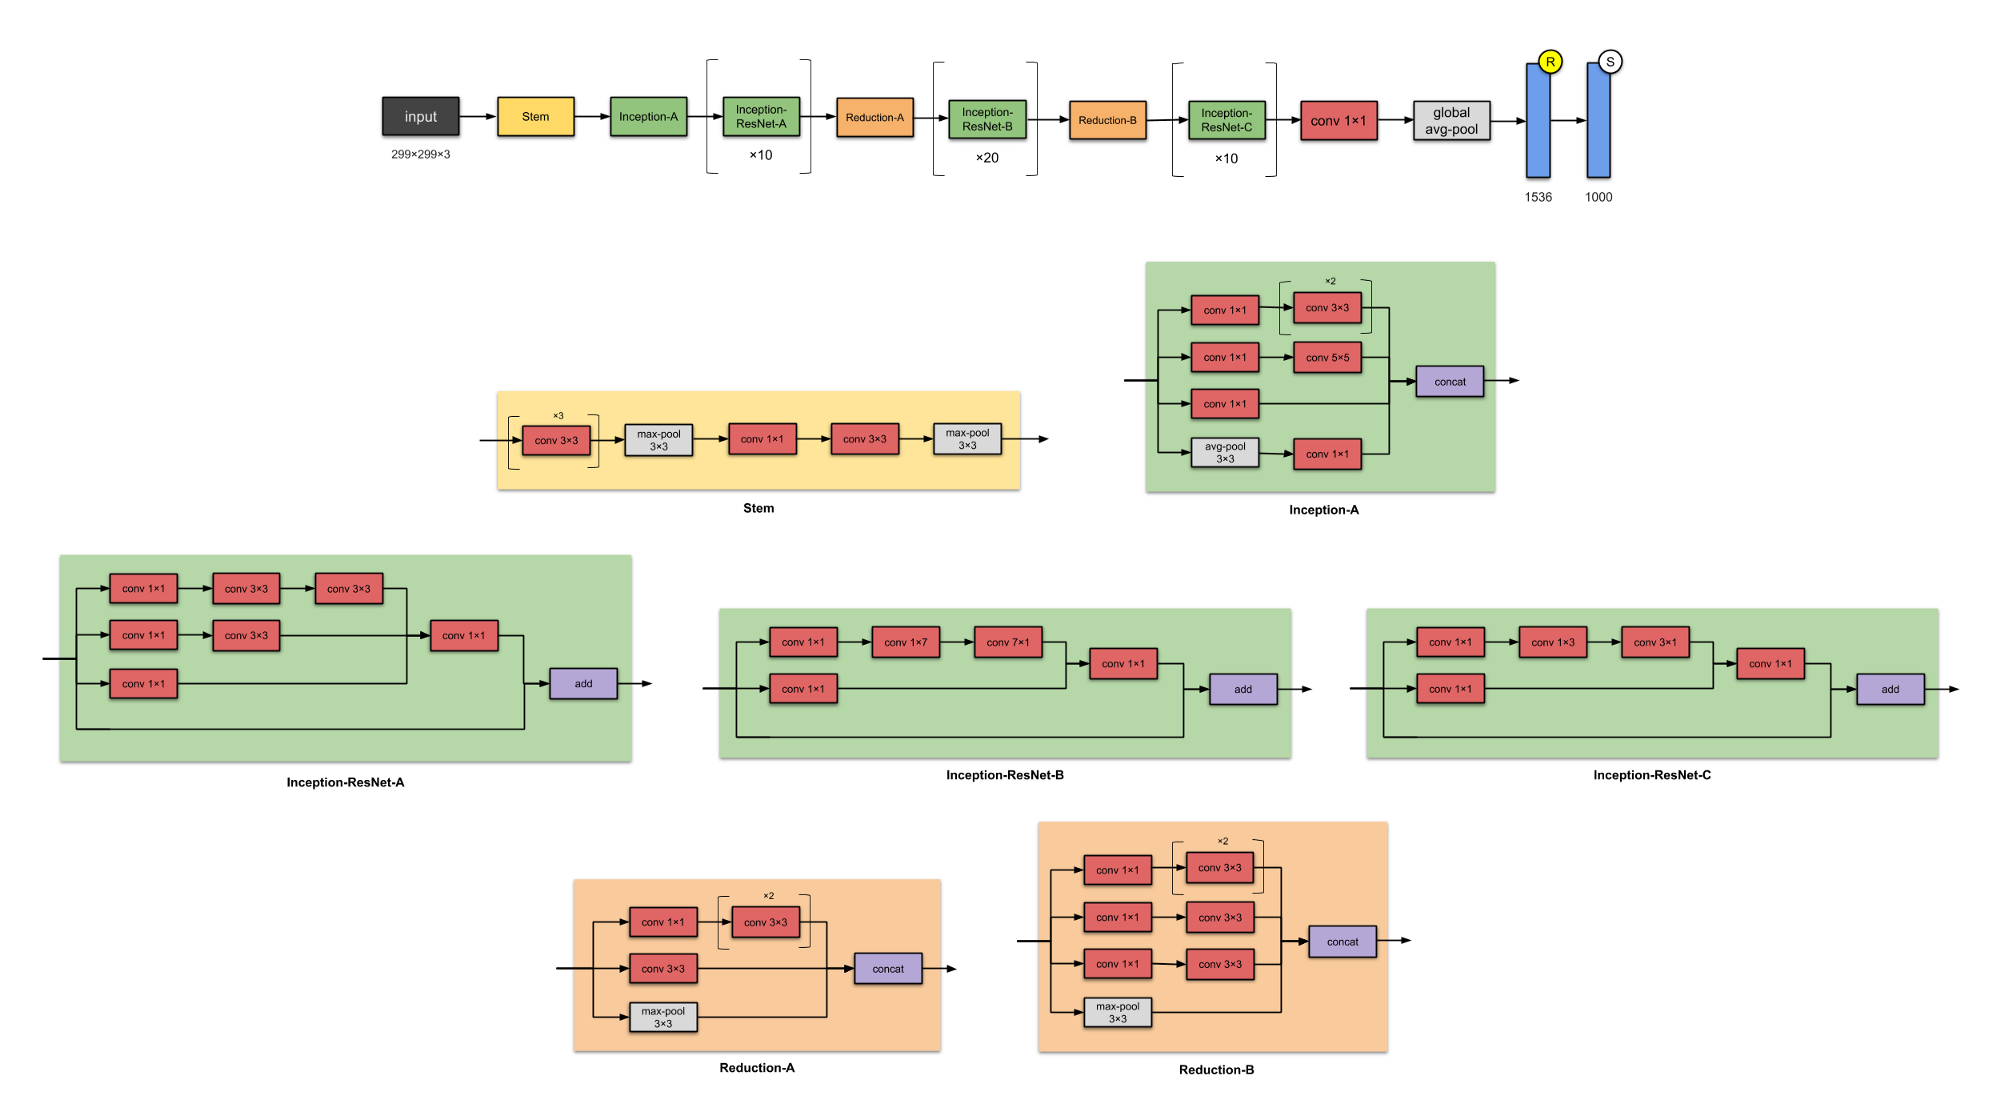 input
299×299×3
Stem
Inception-A
Inception-
ResNet-A
×10
Reduction-A
Inception-
ResNet-B
×20
Reduction-B
Inception-
ResNet-C
×10
conv 1×1
global
avg-pool
R
1536
S
1000
×3
conv 3×3
max-pool
3×3
conv 1×1
conv 3×3
max-pool
3×3
Stem
conv 1×1
×2
conv 3×3
conv 1×1
conv 5×5
conv 1×1
avg-pool
3×3
conv 1×1
concat
Inception-A
conv 1×1
conv 3×3
conv 3×3
conv 1×1
conv 3×3
conv 1×1
conv 1×1
add
Inception-ResNet-A
conv 1×1
conv 1×7
conv 7×1
conv 1×1
conv 1×1
add
Inception-ResNet-B
conv 1×1
conv 1×3
conv 3×1
conv 1×1
conv 1×1
add
Inception-ResNet-C
conv 1×1
×2
conv 3×3
conv 3×3
max-pool
3×3
concat
Reduction-A
conv 1×1
×2
conv 3×3
conv 1×1
conv 3×3
conv 1×1
conv 3×3
max-pool
3×3
concat
Reduction-B